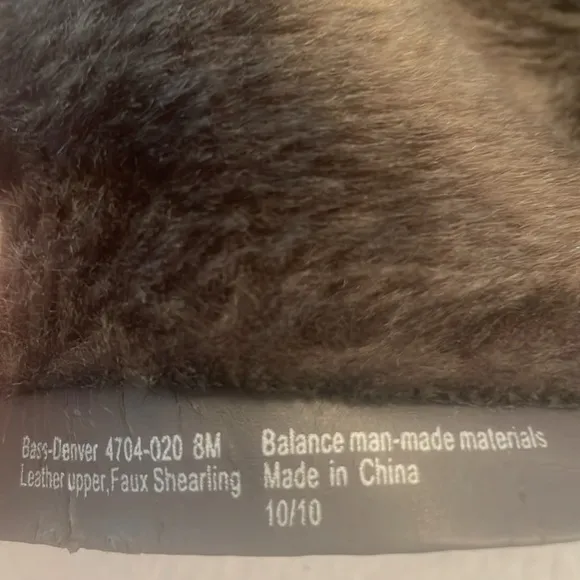 Bass-Denver 4704-020 8M
Leather upper,Faux Shearling
Balance man-made materials
Made in China
10/10